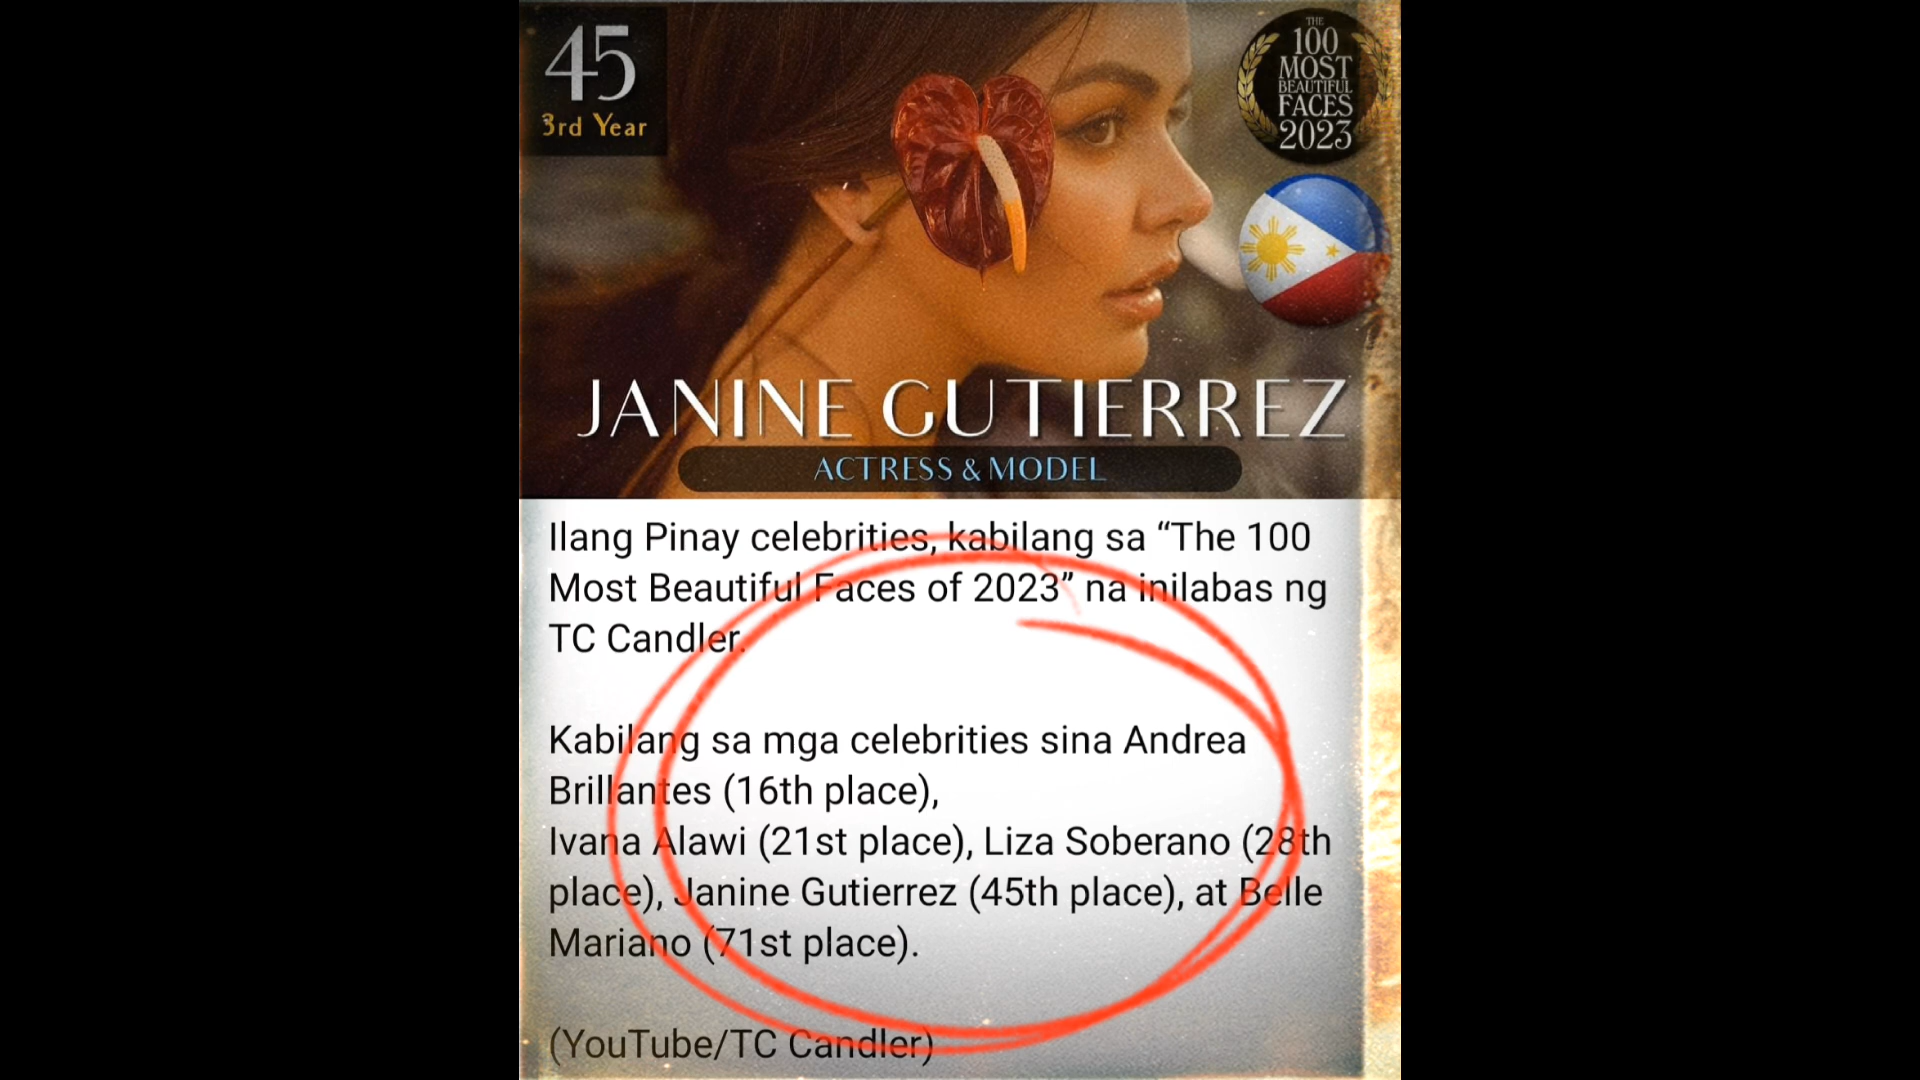 45
3rd Year
THE
100
MOST
BEAUTIFUL
FACES
2023
JANINE GUTIERREZ
ACTRESS & MODEL
Ilang Pinay celebrities, kabilang sa “The 100
Most Beautiful Faces of 2023” na inilabas ng
TC Candler.
Kabilang sa mga celebrities sina Andrea
Brillantes (16th place),
Ivana Alawi (21st place), Liza Soberano (28th
place), Janine Gutierrez (45th place), at Belle
Mariano (71st place).
(YouTube/TC Candler)